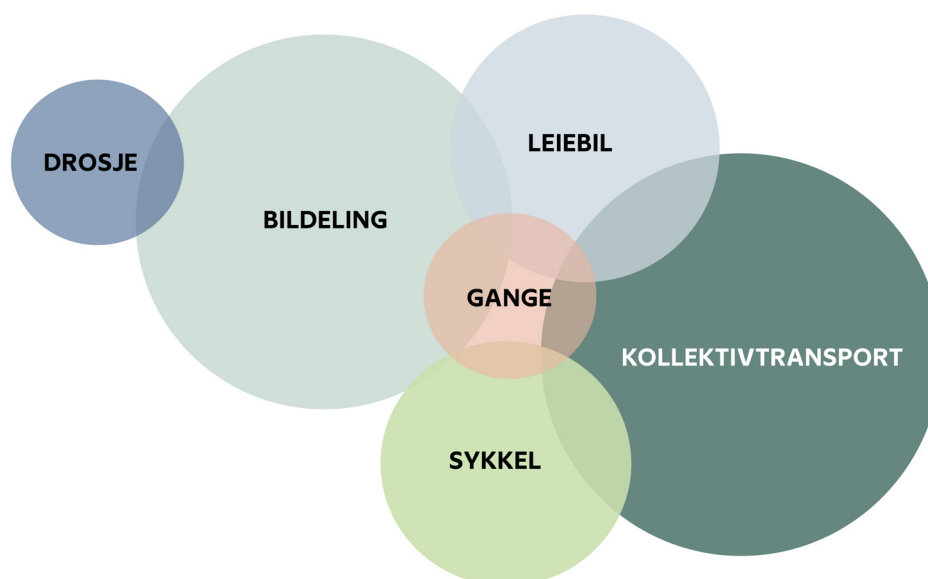 DROSJE
BILDELING
LEIEBIL
GANGE
KOLLEKTIVTRANSPORT
SYKKEL